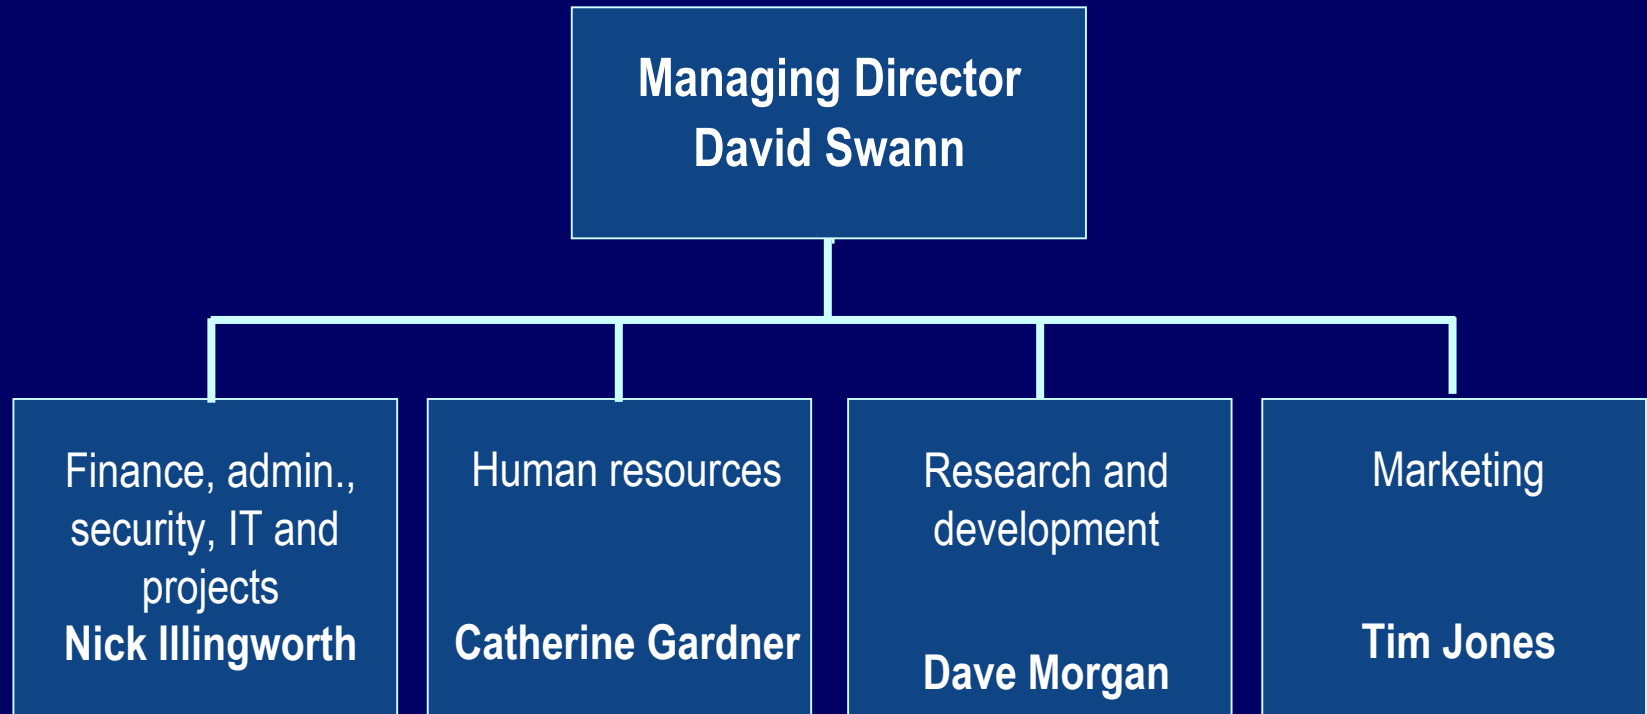 Managing Director
David Swann
Finance, admin.,
security, IT and
projects
Nick Illingworth
Human resources
Catherine Gardner
Research and
development
Dave Morgan
Marketing
Tim Jones